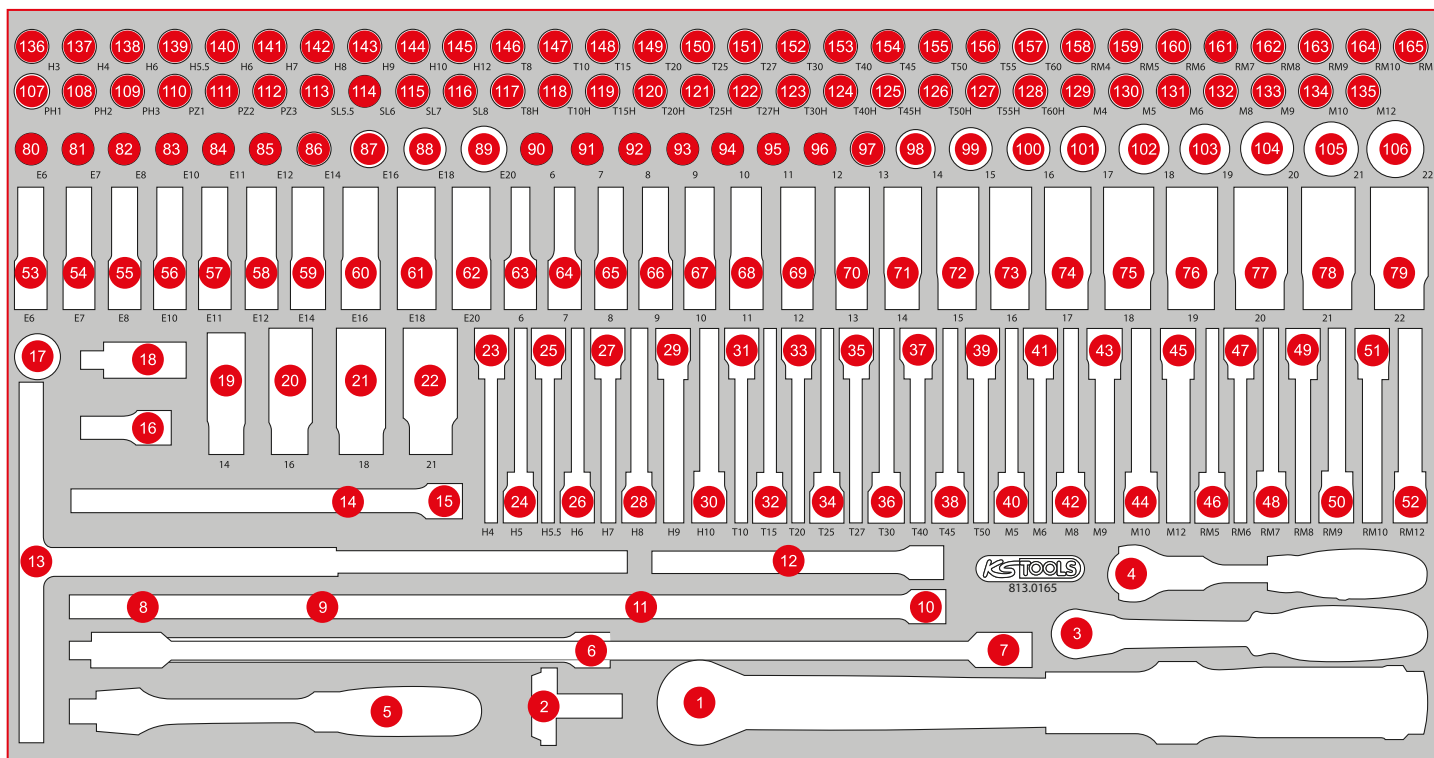 136 137 138 139 140 141 142 143 144 145 146 147 148 149 150 151 152 153 154 155 156 157 158 159 160 161 162 163 164 165
H3 H4 H6 H5.5 H6 H7 H8 H9 H10 H12 T8 T10 T15 T20 T25 T27 T30 T40 T45 T50 T55 T60 RM4 RM5 RM6 RM7 RM8 RM9 RM10 RM
107 108 109 110 111 112 113 114 115 116 117 118 119 120 121 122 123 124 125 126 127 128 129 130 131 132 133 134 135
PH1 PH2 PH3 PZ1 PZ2 PZ3 SL5.5 SL6 SL7 SL8 T8H T10H T15H T20H T25H T27H T30H T40H T45H T50H T55H T60H M4 M5 M6 M8 M9 M10 M12
80 81 82 83 84 85 86 87 88 89 90 91 92 93 94 95 96 97 98 99 100 101 102 103 104 105 106
E6 E7 E8 E10 E11 E12 E14 E16 E18 E20 6 7 8 9 10 11 12 13 14 15 16 17 18 19 20 21 22
53 54 55 56 57 58 59 60 61 62 63 64 65 66 67 68 69 70 71 72 73 74 75 76 77 78 79
E6 E7 E8 E10 E11 E12 E14 E16 E18 E20 6 7 8 9 10 11 12 13 14 15 16 17 18 19 20 21 22
17 18 23 25 27 29 31 33 35 37 39 41 43 45 47 49 51
19 20 21 22
16
14 16 18 21
14 15 24 26 28 30 32 34 36 38 40 42 44 46 48 50 52
H4 H5 H5.5 H6 H7 H8 H9 H10 T10 T15 T20 T25 T27 T30 T40 T45 T50 M5 M6 M8 M9 M10 M12 RM5 RM6 RM7 RM8 RM9 RM10 RM12
13 12 KS TOOLS 4
813.0165
8 9 11 10
3
6 7
5 2 1